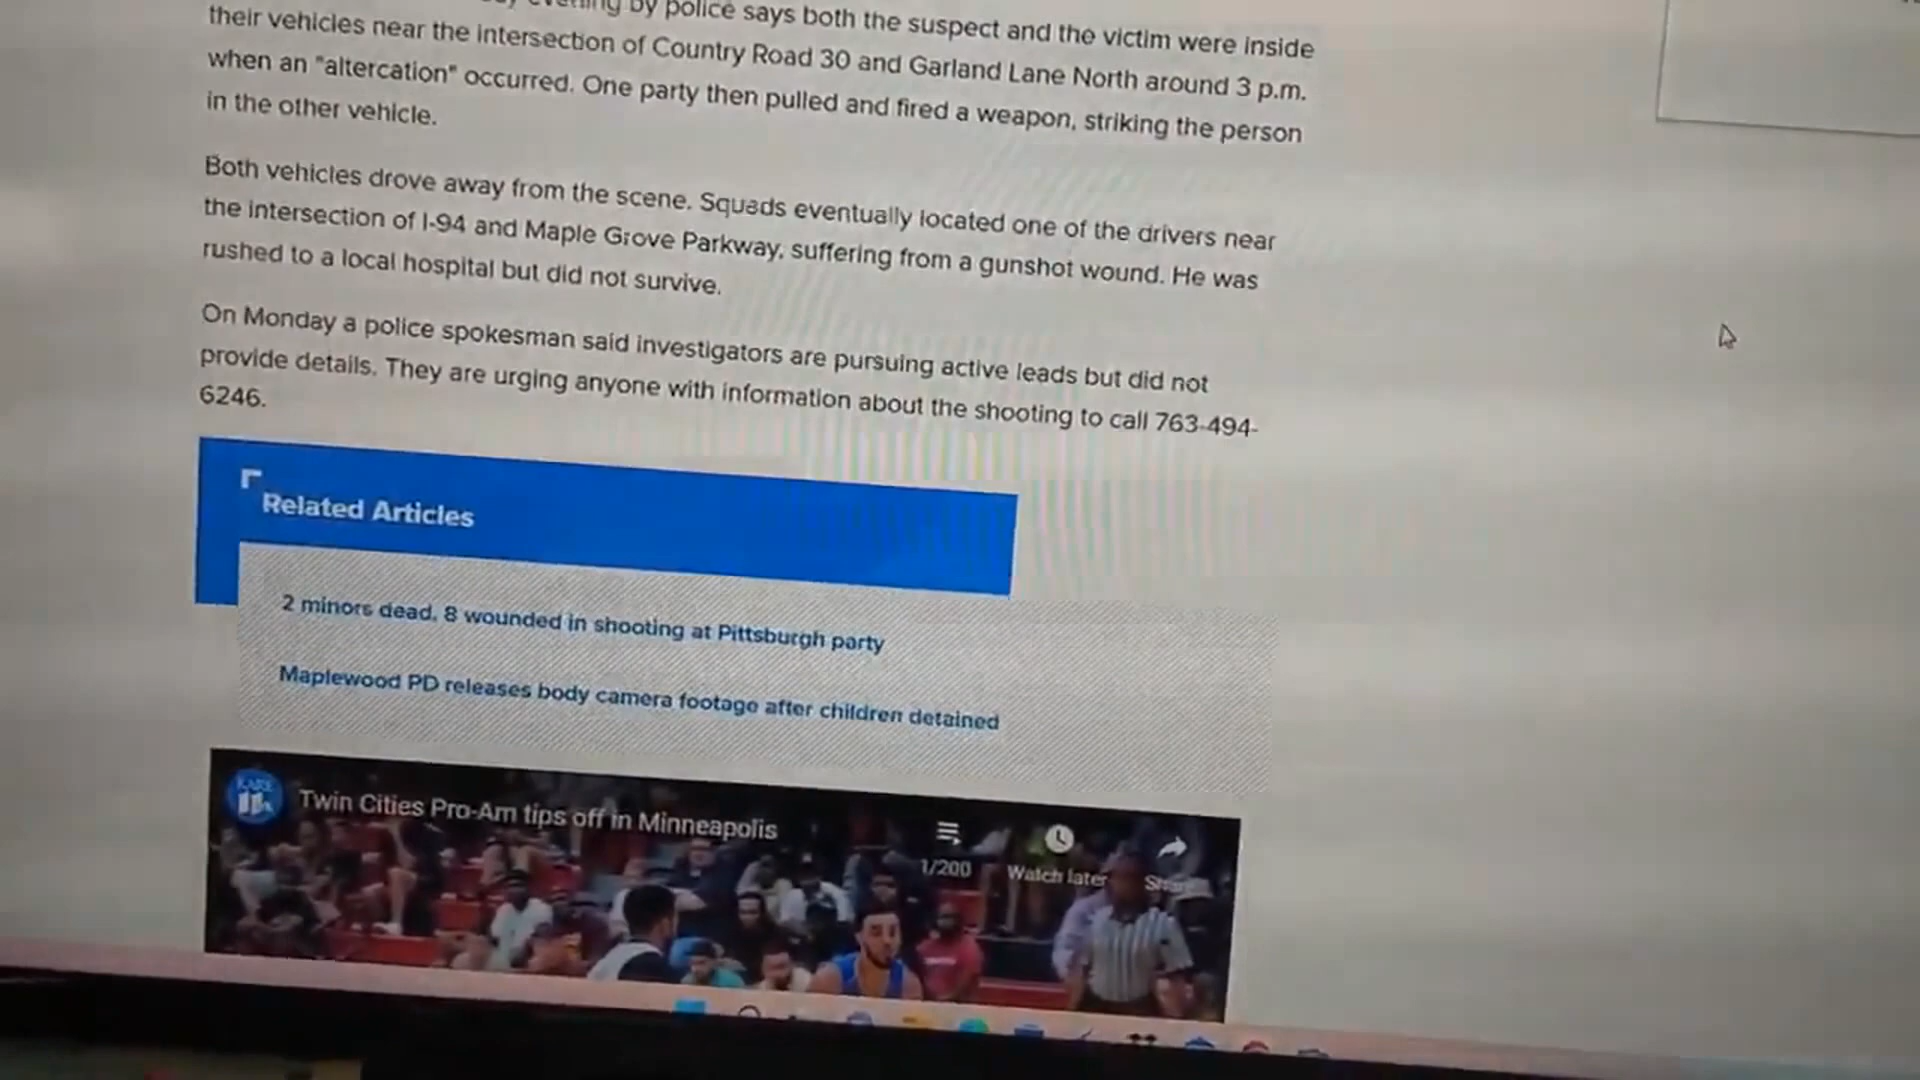 evening by police says both the suspect and the victim were inside
their vehicles near the intersection of Country Road 30 and Garland Lane North around 3 p.m.
when an "altercation" occurred. One party then pulled and fired a weapon, striking the person
in the other vehicle.
Both vehicles drove away from the scene. Squads eventually located one of the drivers near
the intersection of I-94 and Maple Grove Parkway, suffering from a gunshot wound. He was
rushed to a local hospital but did not survive.
On Monday a police spokesman said investigators are pursuing active leads but did not
provide details. They are urging anyone with information about the shooting to call 763-494-
6246.
Related Articles
2 minors dead, 8 wounded in shooting at Pittsburgh party
Maplewood PD releases body camera footage after children detained
KARE 11
Twin Cities Pro-Am tips off in Minneapolis
1/200
Watch later
Share